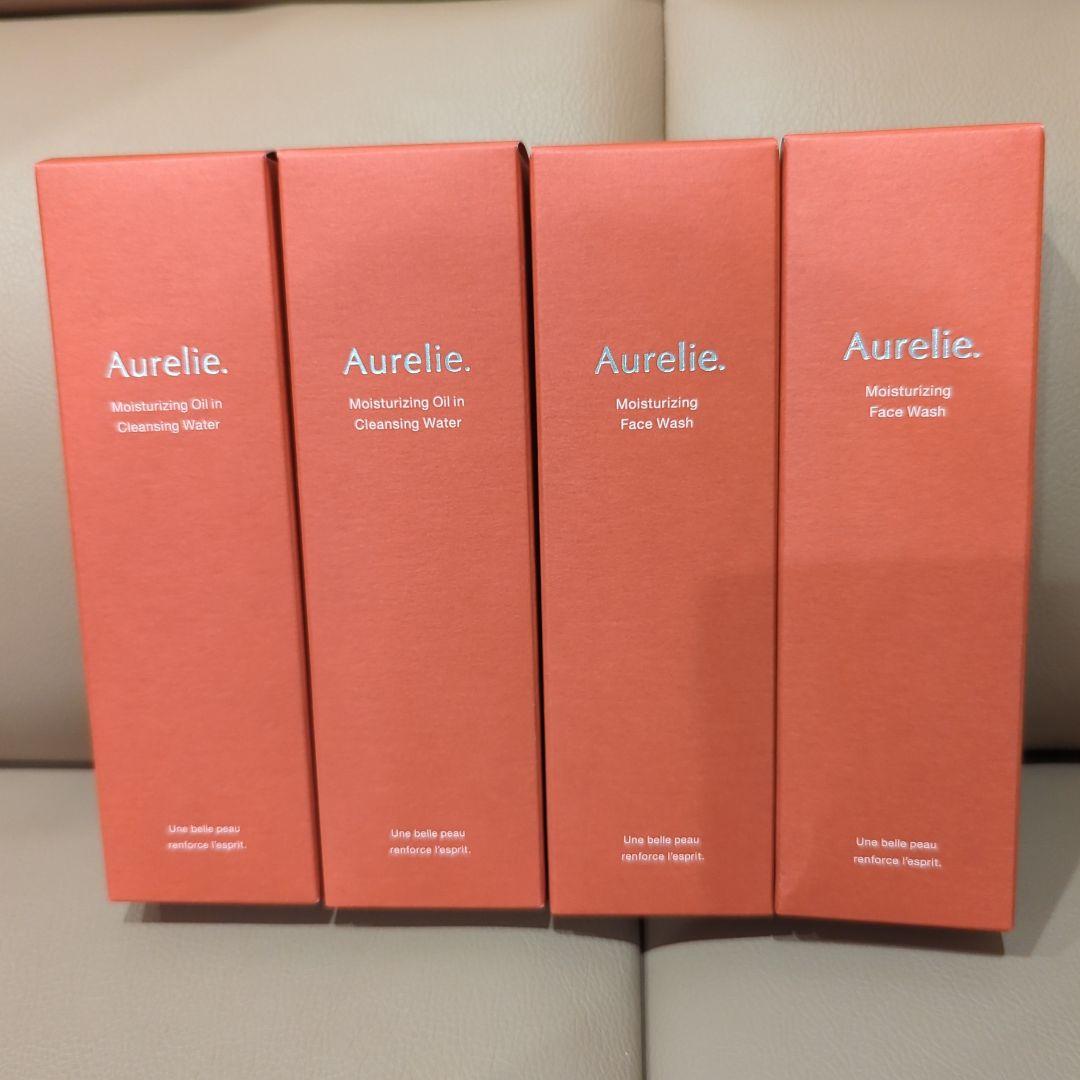 Aurelie.
Moisturizing Oil in
Cleansing Water
Une belle peau
renforce l'esprit.
Aurelie.
Moisturizing Oil in
Cleansing Water
Une belle peau
renforce l'esprit.
Aurelie.
Moisturizing
Face Wash
Une belle peau
renforce l'esprit.
Aurelie.
Moisturizing
Face Wash
Une belle peau
renforce l'esprit.